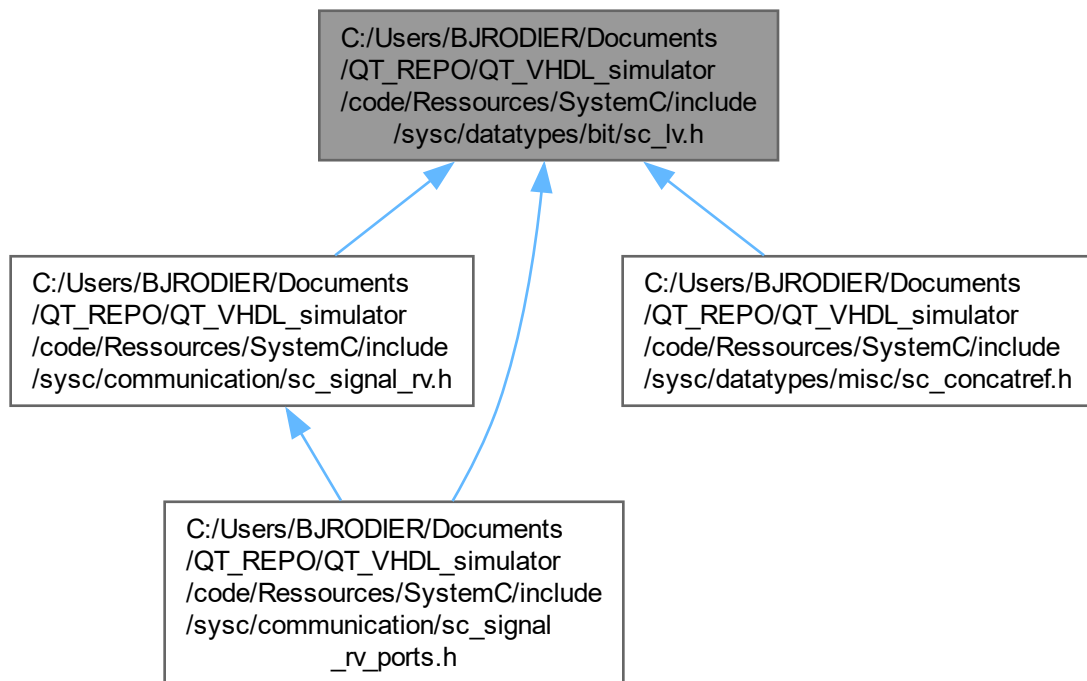 C:/Users/BJRODIER/Documents
/QT_REPO/QT_VHDL_simulator
/code/Ressources/SystemC/include
/sysc/datatypes/bit/sc_lv.h
C:/Users/BJRODIER/Documents
/QT_REPO/QT_VHDL_simulator
/code/Ressources/SystemC/include
/sysc/communication/sc_signal_rv.h
C:/Users/BJRODIER/Documents
/QT_REPO/QT_VHDL_simulator
/code/Ressources/SystemC/include
/sysc/datatypes/misc/sc_concatref.h
C:/Users/BJRODIER/Documents
/QT_REPO/QT_VHDL_simulator
/code/Ressources/SystemC/include
/sysc/communication/sc_signal
_rv_ports.h